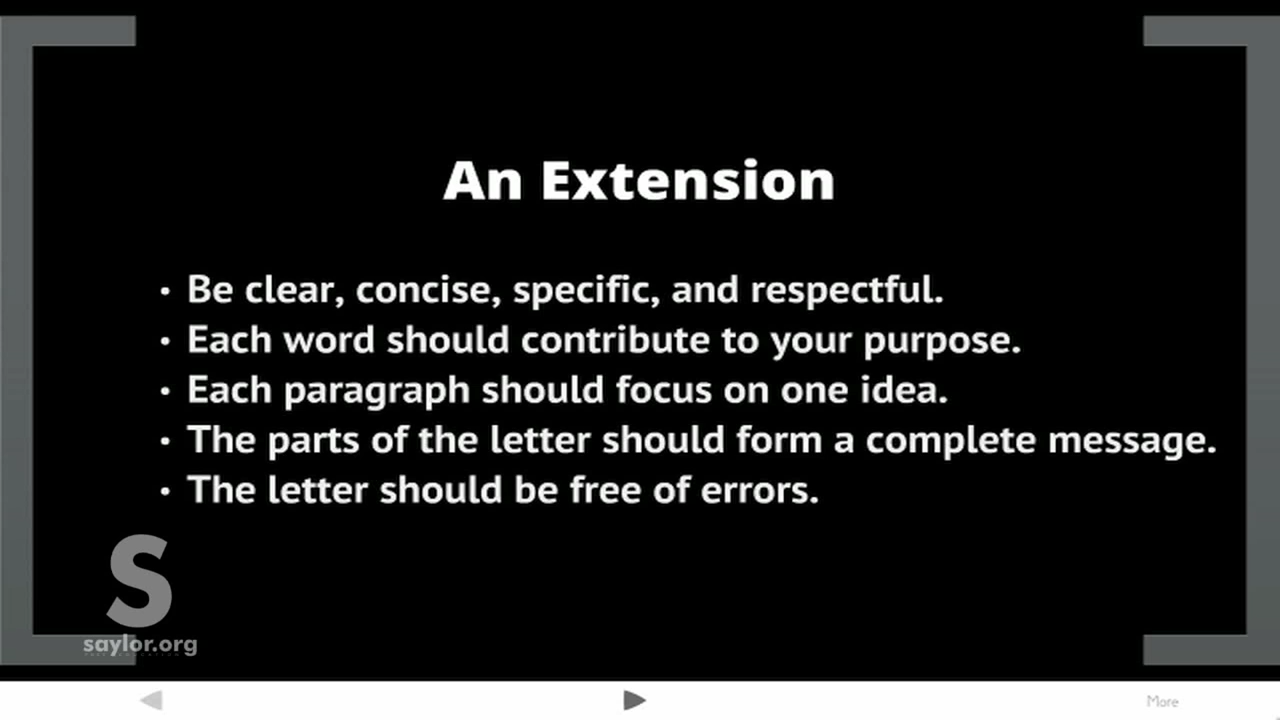 An Extension
• Be clear, concise, specific, and respectful.
• Each word should contribute to your purpose.
• Each paragraph should focus on one idea.
• The parts of the letter should form a complete message.
• The letter should be free of errors.
S
saylor.org
More